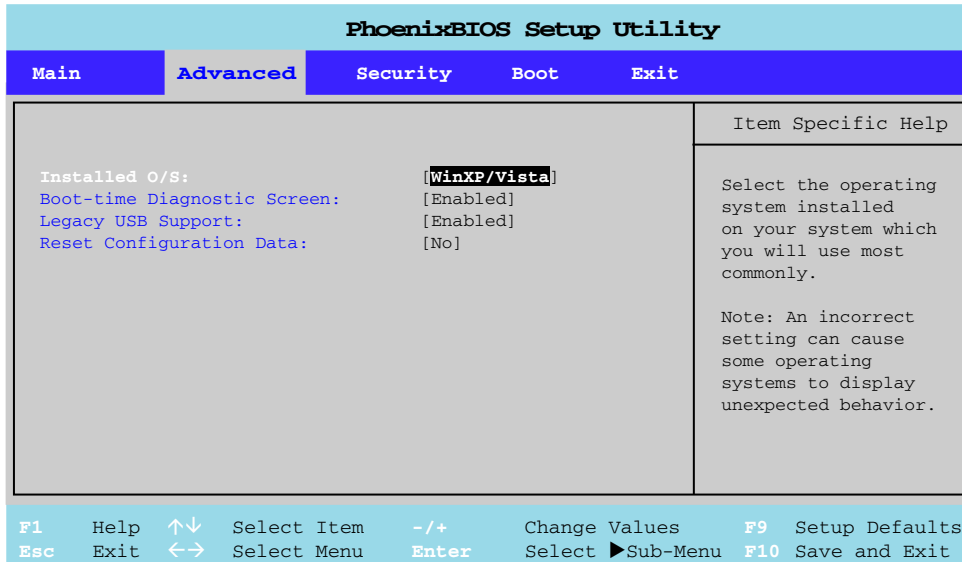 PhoenixBIOS Setup Utility
Main Advanced Security Boot Exit
Item Specific Help
Installed O/S: [WinXP/Vista]
Boot-time Diagnostic Screen: [Enabled]
Legacy USB Support: [Enabled]
Reset Configuration Data: [No]
Select the operating
system installed
on your system which
you will use most
commonly.
Note: An incorrect
setting can cause
some operating
systems to display
unexpected behavior.
F1 Help ↑↓ Select Item -/+ Change Values F9 Setup Defaults
Esc Exit ←→ Select Menu Enter Select ▶Sub-Menu F10 Save and Exit